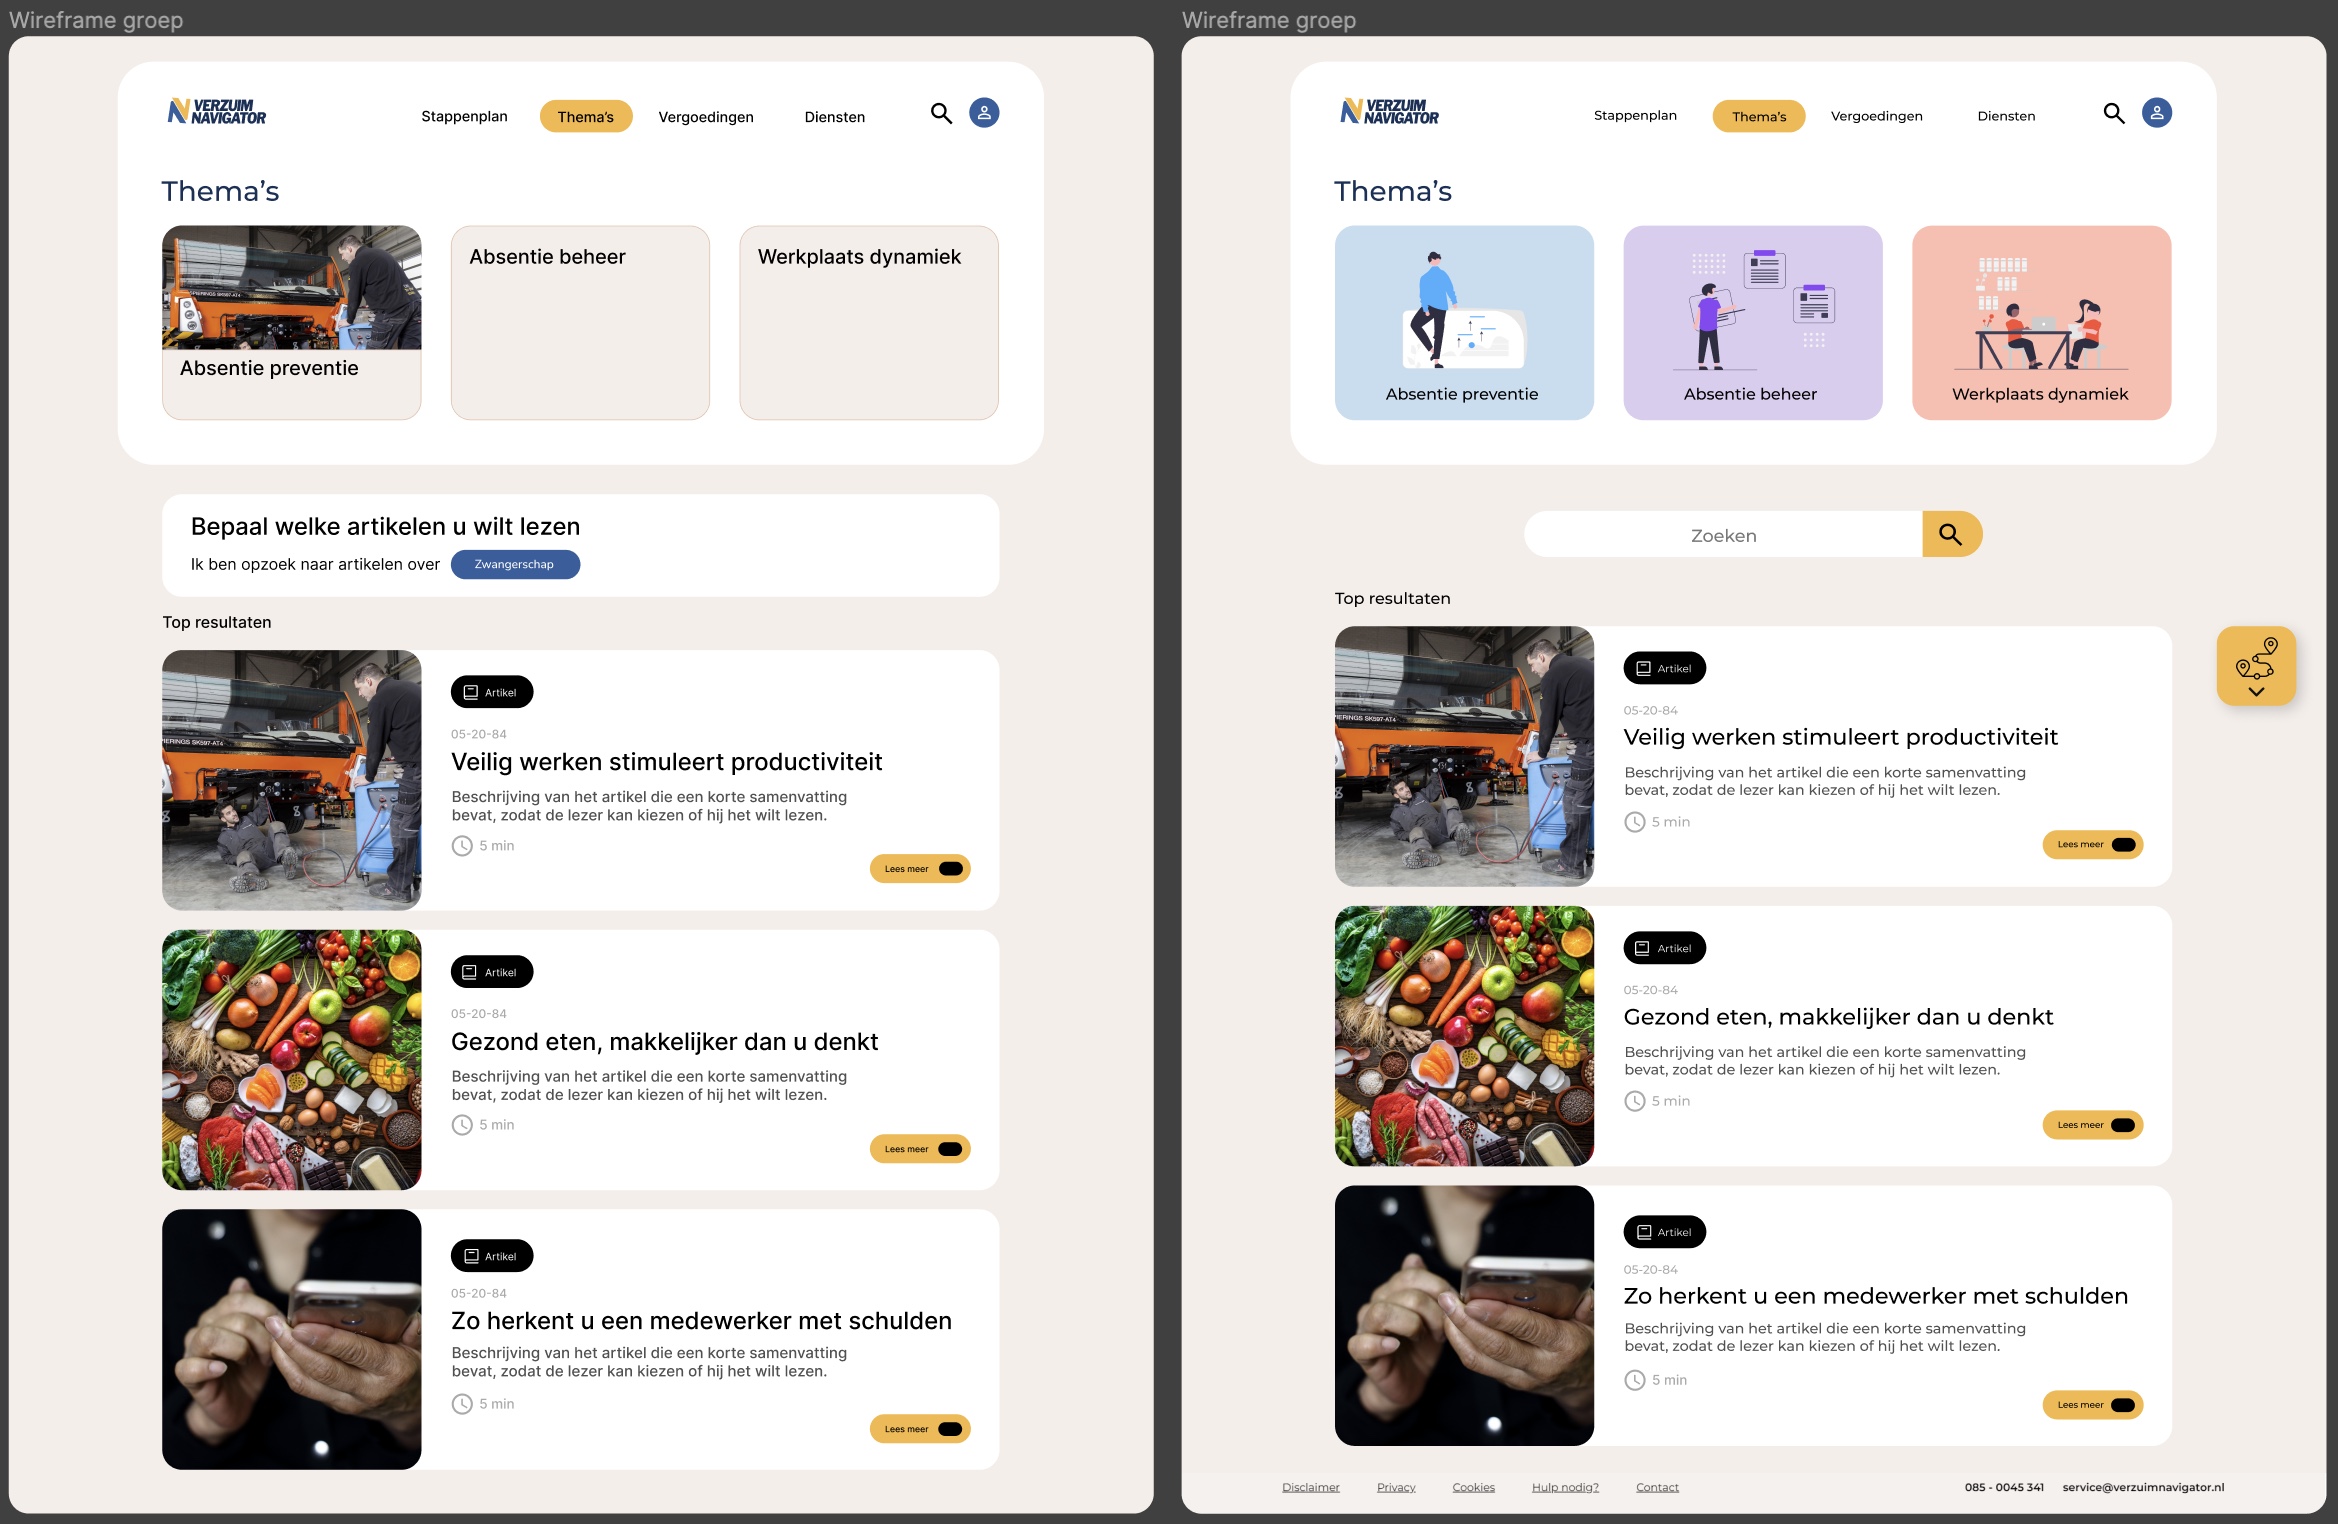 Wireframe groep
VERZUIM
NAVIGATOR
Stappenplan
Thema's
Vergoedingen
Diensten
Thema's
PIERINGS SK597-AT4
Absentie preventie
Absentie beheer
Werkplaats dynamiek
Bepaal welke artikelen u wilt lezen
Ik ben opzoek naar artikelen over
Zwangerschap
Top resultaten
PIERINGS SK597-AT4
Artikel
05-20-84
Veilig werken stimuleert productiviteit
Beschrijving van het artikel die een korte samenvatting
bevat, zodat de lezer kan kiezen of hij het wilt lezen.
5 min
Lees meer
Artikel
05-20-84
Gezond eten, makkelijker dan u denkt
Beschrijving van het artikel die een korte samenvatting
bevat, zodat de lezer kan kiezen of hij het wilt lezen.
5 min
Lees meer
Artikel
05-20-84
Zo herkent u een medewerker met schulden
Beschrijving van het artikel die een korte samenvatting
bevat, zodat de lezer kan kiezen of hij het wilt lezen.
5 min
Lees meer
Wireframe groep
VERZUIM
NAVIGATOR
Stappenplan
Thema's
Vergoedingen
Diensten
Thema's
Absentie preventie
Absentie beheer
Werkplaats dynamiek
Zoeken
Top resultaten
PIERINGS SK597-AT4
Artikel
05-20-84
Veilig werken stimuleert productiviteit
Beschrijving van het artikel die een korte samenvatting
bevat, zodat de lezer kan kiezen of hij het wilt lezen.
5 min
Lees meer
Artikel
05-20-84
Gezond eten, makkelijker dan u denkt
Beschrijving van het artikel die een korte samenvatting
bevat, zodat de lezer kan kiezen of hij het wilt lezen.
5 min
Lees meer
Artikel
05-20-84
Zo herkent u een medewerker met schulden
Beschrijving van het artikel die een korte samenvatting
bevat, zodat de lezer kan kiezen of hij het wilt lezen.
5 min
Lees meer
Disclaimer
Privacy
Cookies
Hulp nodig?
Contact
085 - 0045 341
service@verzuimnavigator.nl